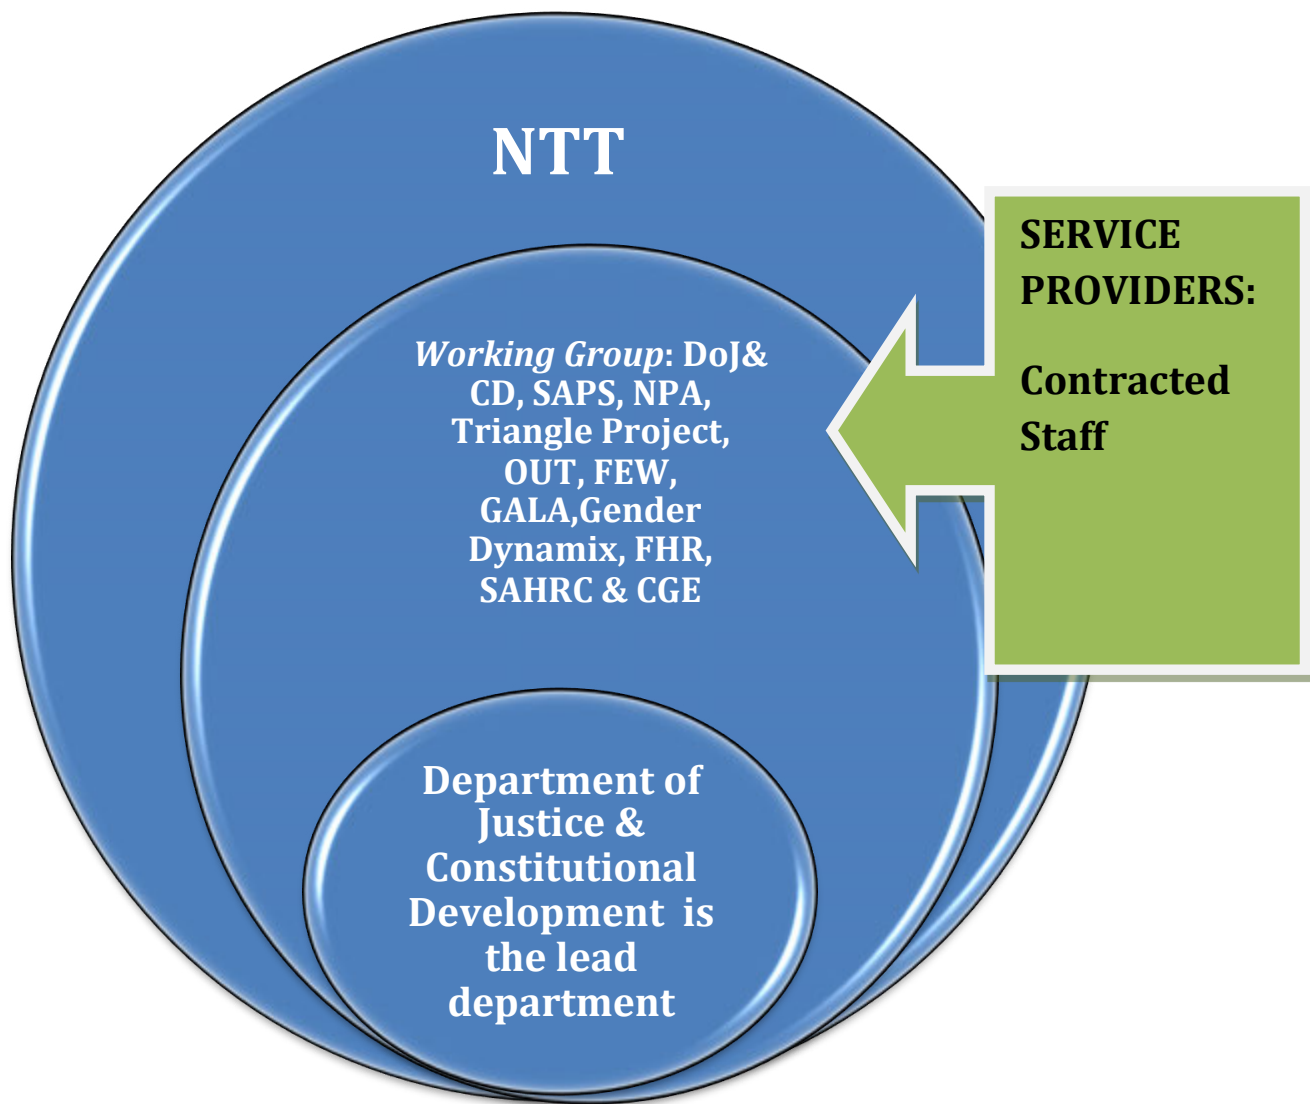 NTT
SERVICE
PROVIDERS:
Contracted
Staff
Working Group: DoJ&
CD, SAPS, NPA,
Triangle Project,
OUT, FEW,
GALA,Gender
Dynamix, FHR,
SAHRC & CGE
Department of
Justice &
Constitutional
Development is
the lead
department